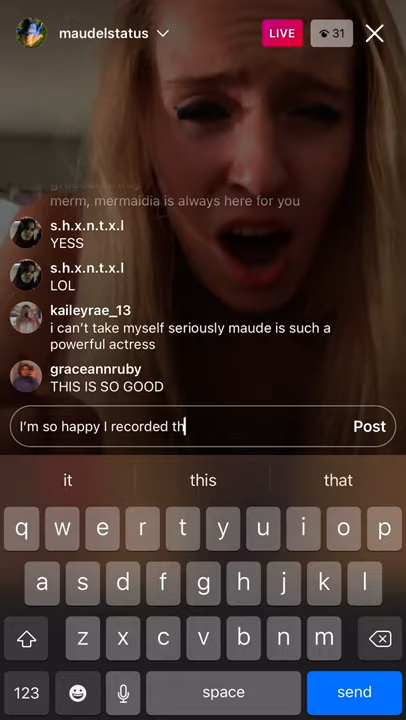 maudelstatus
LIVE
31
merm, mermaidia is always here for you
s.h.x.n.t.x.l
YESS
s.h.x.n.t.x.l
LOL
kaileyrae_13
i can't take myself seriously maude is such a
powerful actress
graceannruby
THIS IS SO GOOD
I'm so happy I recorded th
Post
it this that
q w e r t y u i o p
a s d f g h j k l
z x c v b n m
123 space send